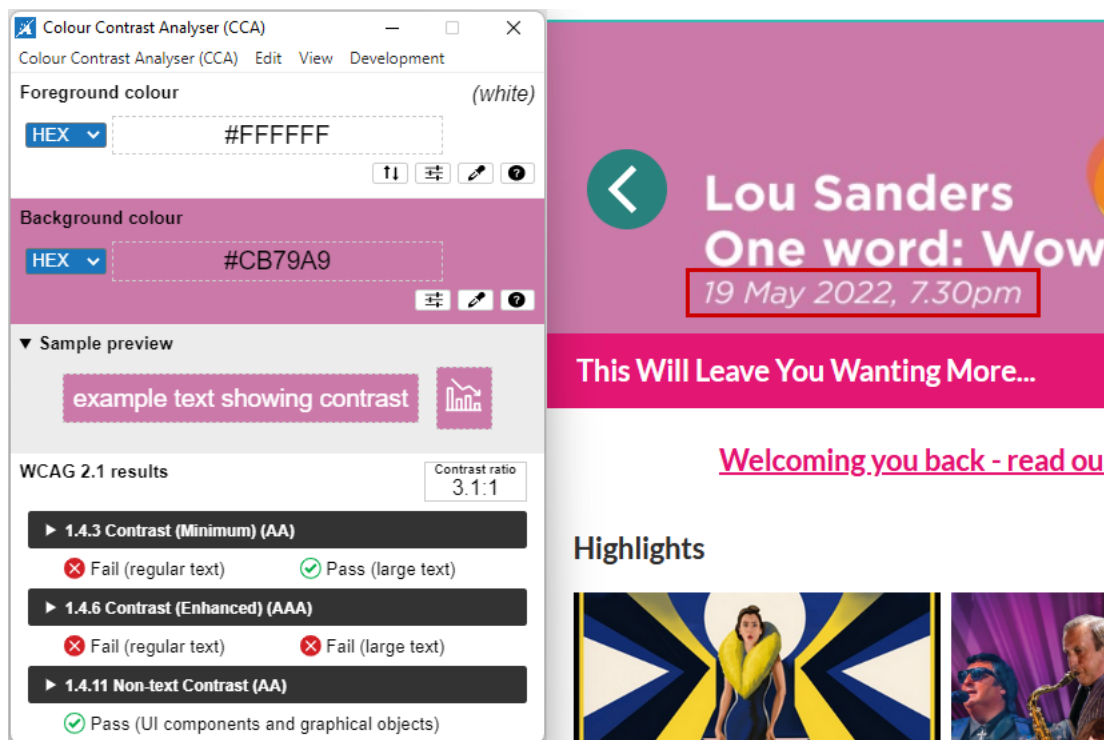 Colour Contrast Analyser (CCA)
Colour Contrast Analyser (CCA) Edit View Development
Foreground colour (white)
HEX #FFFFFF
Background colour
HEX #CB79A9
▼ Sample preview
example text showing contrast
WCAG 2.1 results
Contrast ratio
3.1:1
1.4.3 Contrast (Minimum) (AA)
Fail (regular text) Pass (large text)
1.4.6 Contrast (Enhanced) (AAA)
Fail (regular text) Fail (large text)
1.4.11 Non-text Contrast (AA)
Pass (UI components and graphical objects)
Lou Sanders
One word: Wow
19 May 2022, 7.30pm
This Will Leave You Wanting More...
Welcoming you back - read ou
Highlights